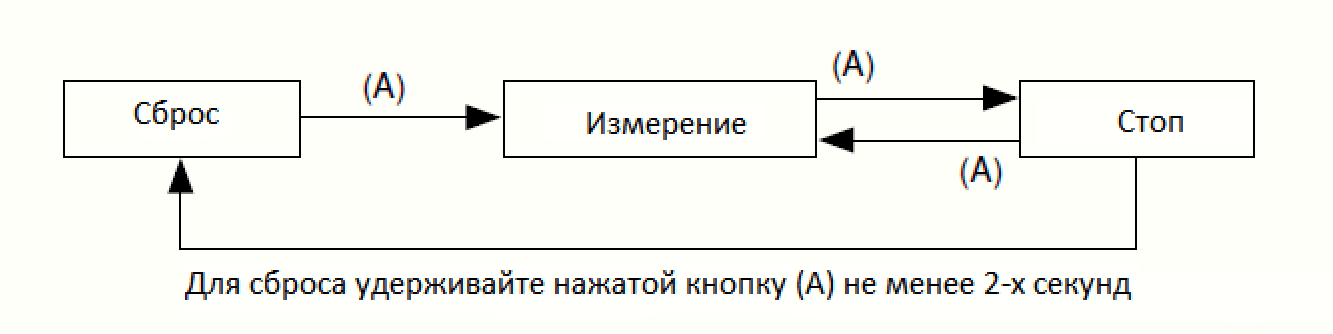 (A)
(A)
Сброс
Измерение
Стоп
(A)
Для сброса удерживайте нажатой кнопку (A) не менее 2-х секунд